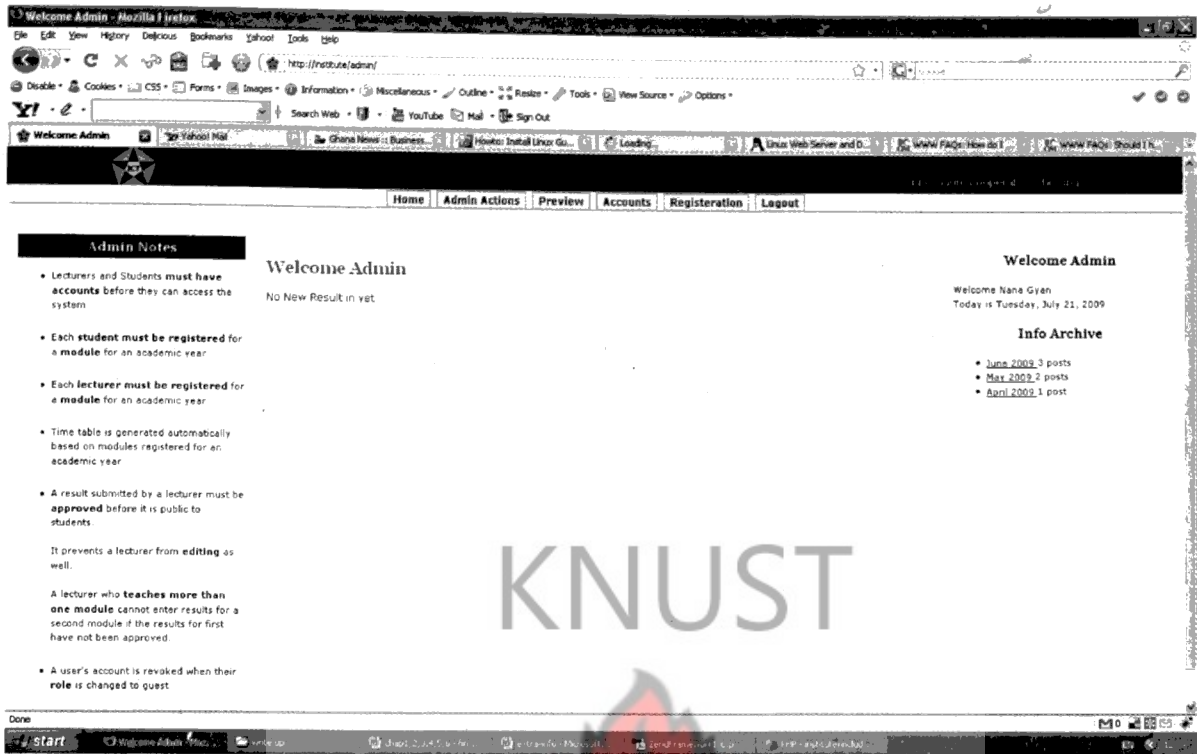 Welcome Admin - Mozilla Firefox
File Edit View History Delicious Bookmarks Yahoo! Tools Help
http://institute/admin/
Disable Cookies CSS Forms Images Information Miscellaneous Outline Resize Tools View Source Options
Y! Search Web YouTube Mail Sign Out
Welcome Admin Yahoo! Mail Ghana News :: Business... Howto: Install Linux Gu... Loading... Linux Web Server and D... WWW FAQs: How do I WWW FAQs: Should I h...
Home Admin Actions Preview Accounts Registeration Logout
Admin Notes
• Lecturers and Students must have
accounts before they can access the
system
• Each student must be registered for
a module for an academic year
• Each lecturer must be registered for
a module for an academic year
• Time table is generated automatically
based on modules registered for an
academic year
• A result submitted by a lecturer must be
approved before it is public to
students.
It prevents a lecturer from editing as
well.
A lecturer who teaches more than
one module cannot enter results for a
second module if the results for first
have not been approved.
• A user's account is revoked when their
role is changed to guest
Welcome Admin
No New Result in yet
Welcome Admin
Welcome Nana Gyan
Today is Tuesday, July 21, 2009
Info Archive
• June 2009 3 posts
• May 2009 2 posts
• April 2009 1 post
KNUST
Done
start Welcome Admin - Moz... write up